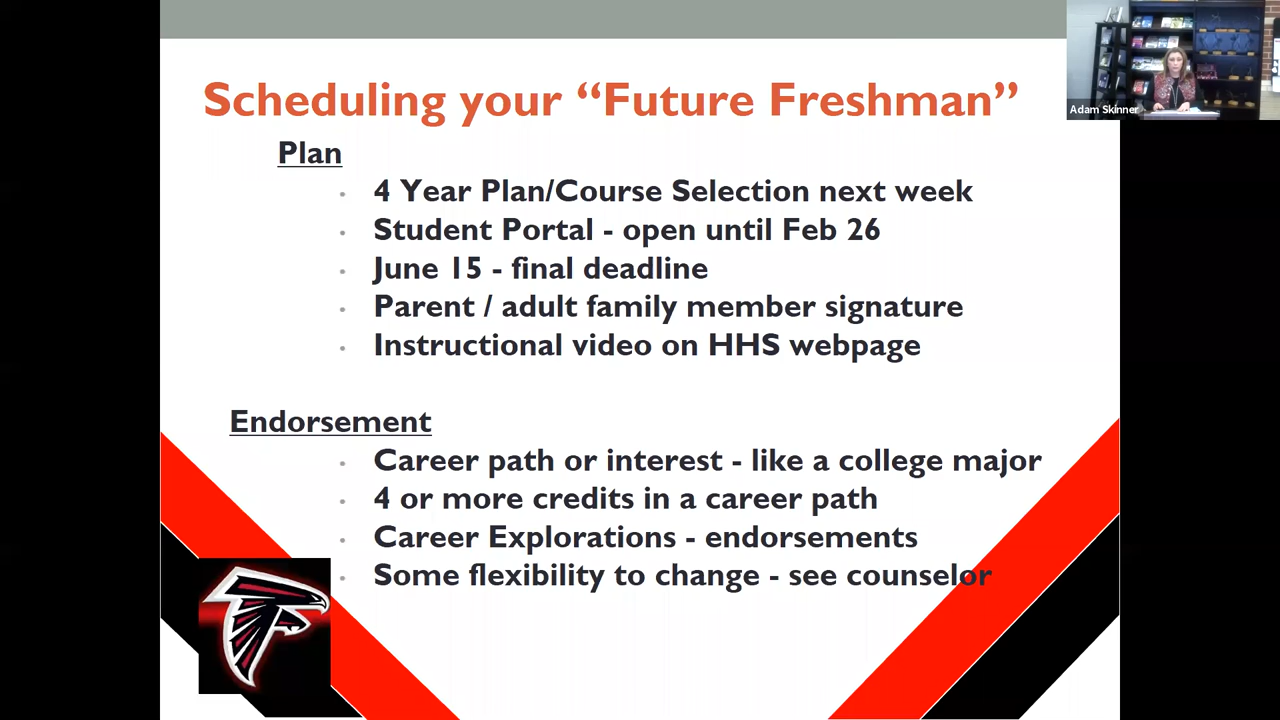 Scheduling your “Future Freshman”
Adam Skinner
Plan
4 Year Plan/Course Selection next week
Student Portal - open until Feb 26
June 15 - final deadline
Parent / adult family member signature
Instructional video on HHS webpage
Endorsement
Career path or interest - like a college major
4 or more credits in a career path
Career Explorations - endorsements
Some flexibility to change - see counselor